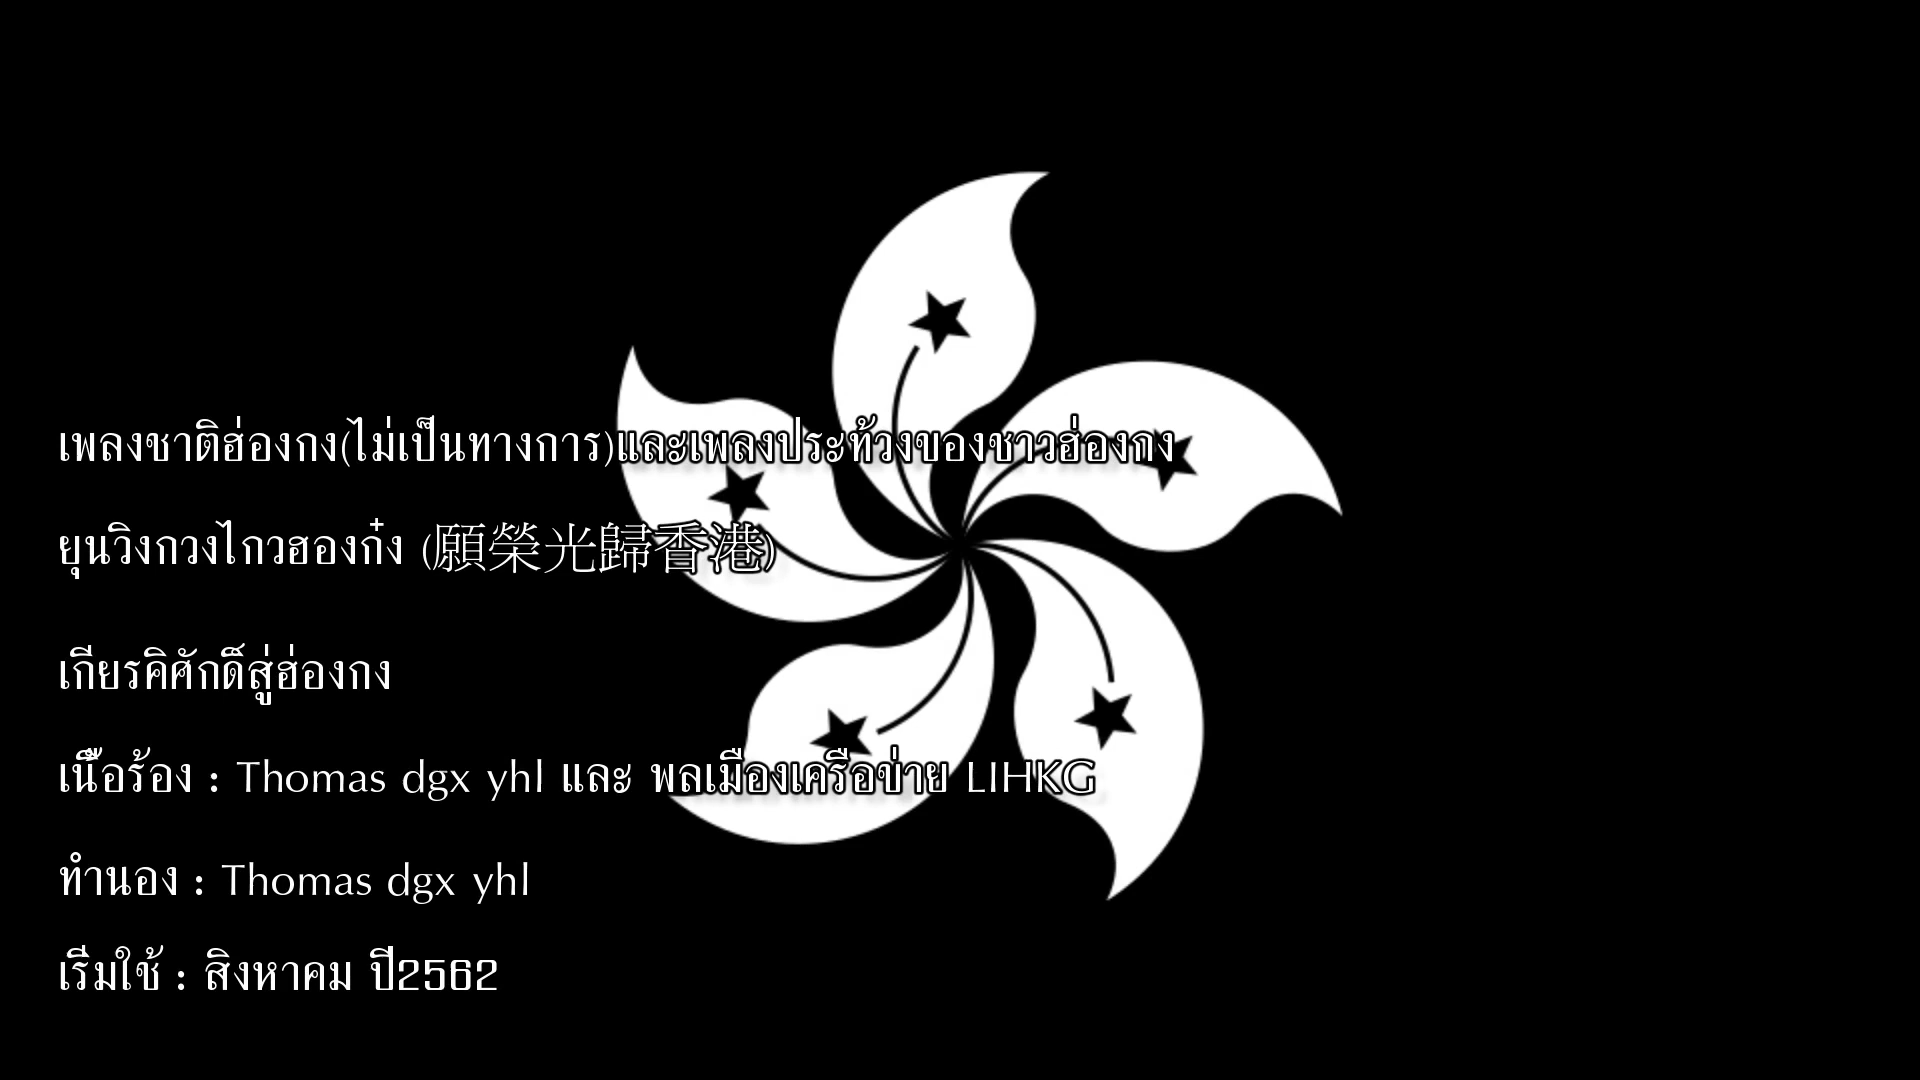 เพลงชาติฮ่องกง(ไม่เป็นทางการ)และเพลงประท้วงของชาวฮ่องกง
ยุนวิงกวงไกวฮองก๋ง (願榮光歸香港)
เกียรคิศักดิ็สู่ฮ่องกง
เนื้อร้อง : Thomas dgx yhl และ พลเมืองเครือข่าย LIHKG
ทำนอง : Thomas dgx yhl
เริ่มใช้ : สิงหาคม ปี2562